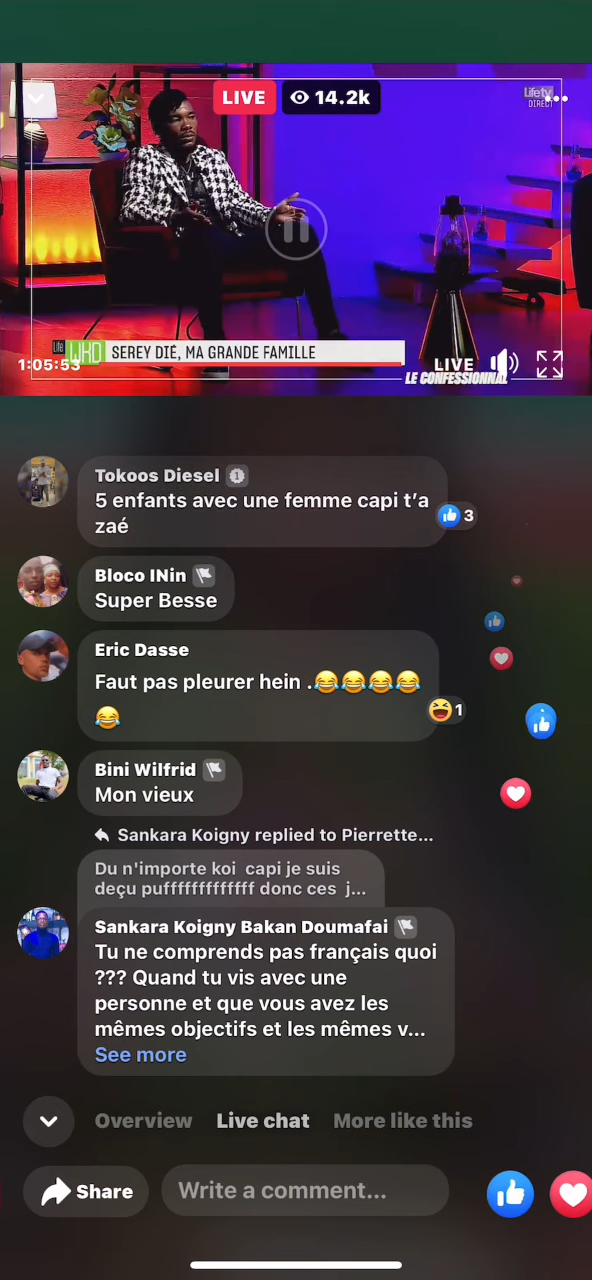 LIVE
14.2k
Life tv
DIRECT
Life WKD SEREY DIÉ, MA GRANDE FAMILLE
1:05:53
LIVE
LE CONFESSIONNAL
Tokoos Diesel
5 enfants avec une femme capi t’a
zaé
3
Bloco INin
Super Besse
Eric Dasse
Faut pas pleurer hein .😂😂😂😂
😂
1
Bini Wilfrid
Mon vieux
Sankara Koigny replied to Pierrette...
Du n'importe koi capi je suis
deçu pufffffffffffff donc ces j...
Sankara Koigny Bakan Doumafai
Tu ne comprends pas français quoi
??? Quand tu vis avec une
personne et que vous avez les
mêmes objectifs et les mêmes v...
See more
Overview
Live chat
More like this
Share
Write a comment...